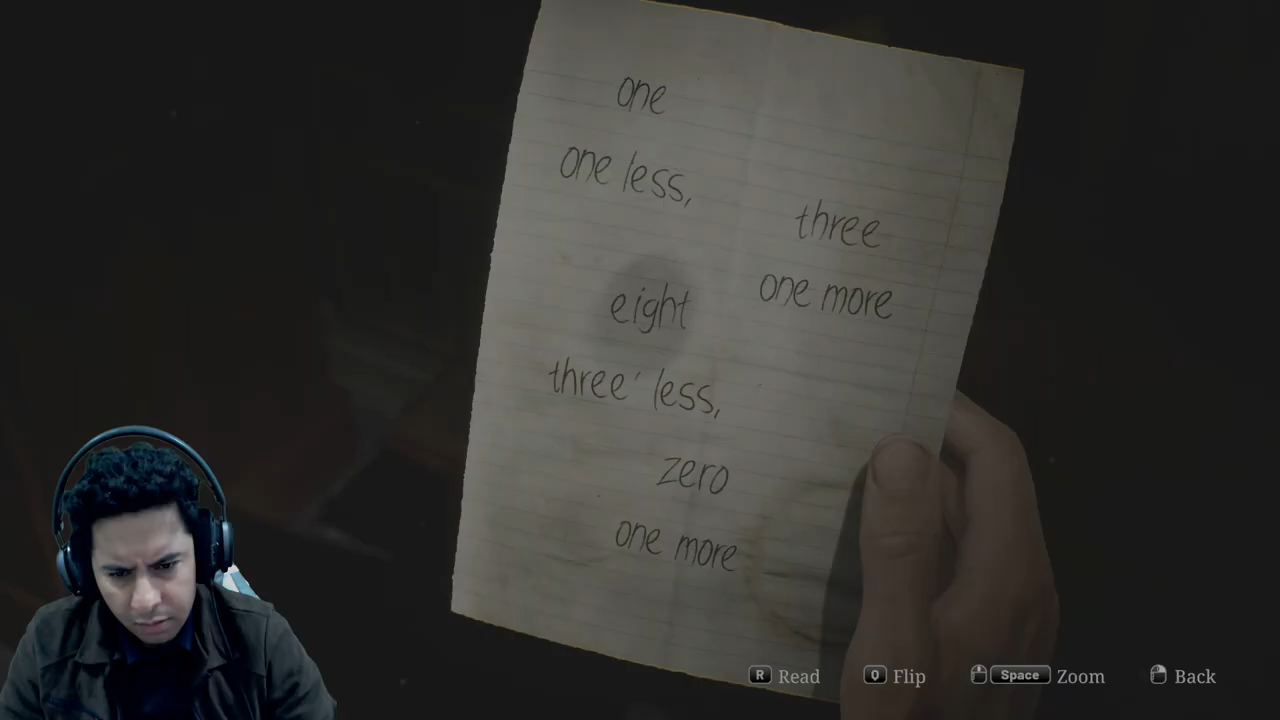 one
one less,
three
one more
eight
three' less,
zero
one more
R Read
Q Flip
Space Zoom
Back